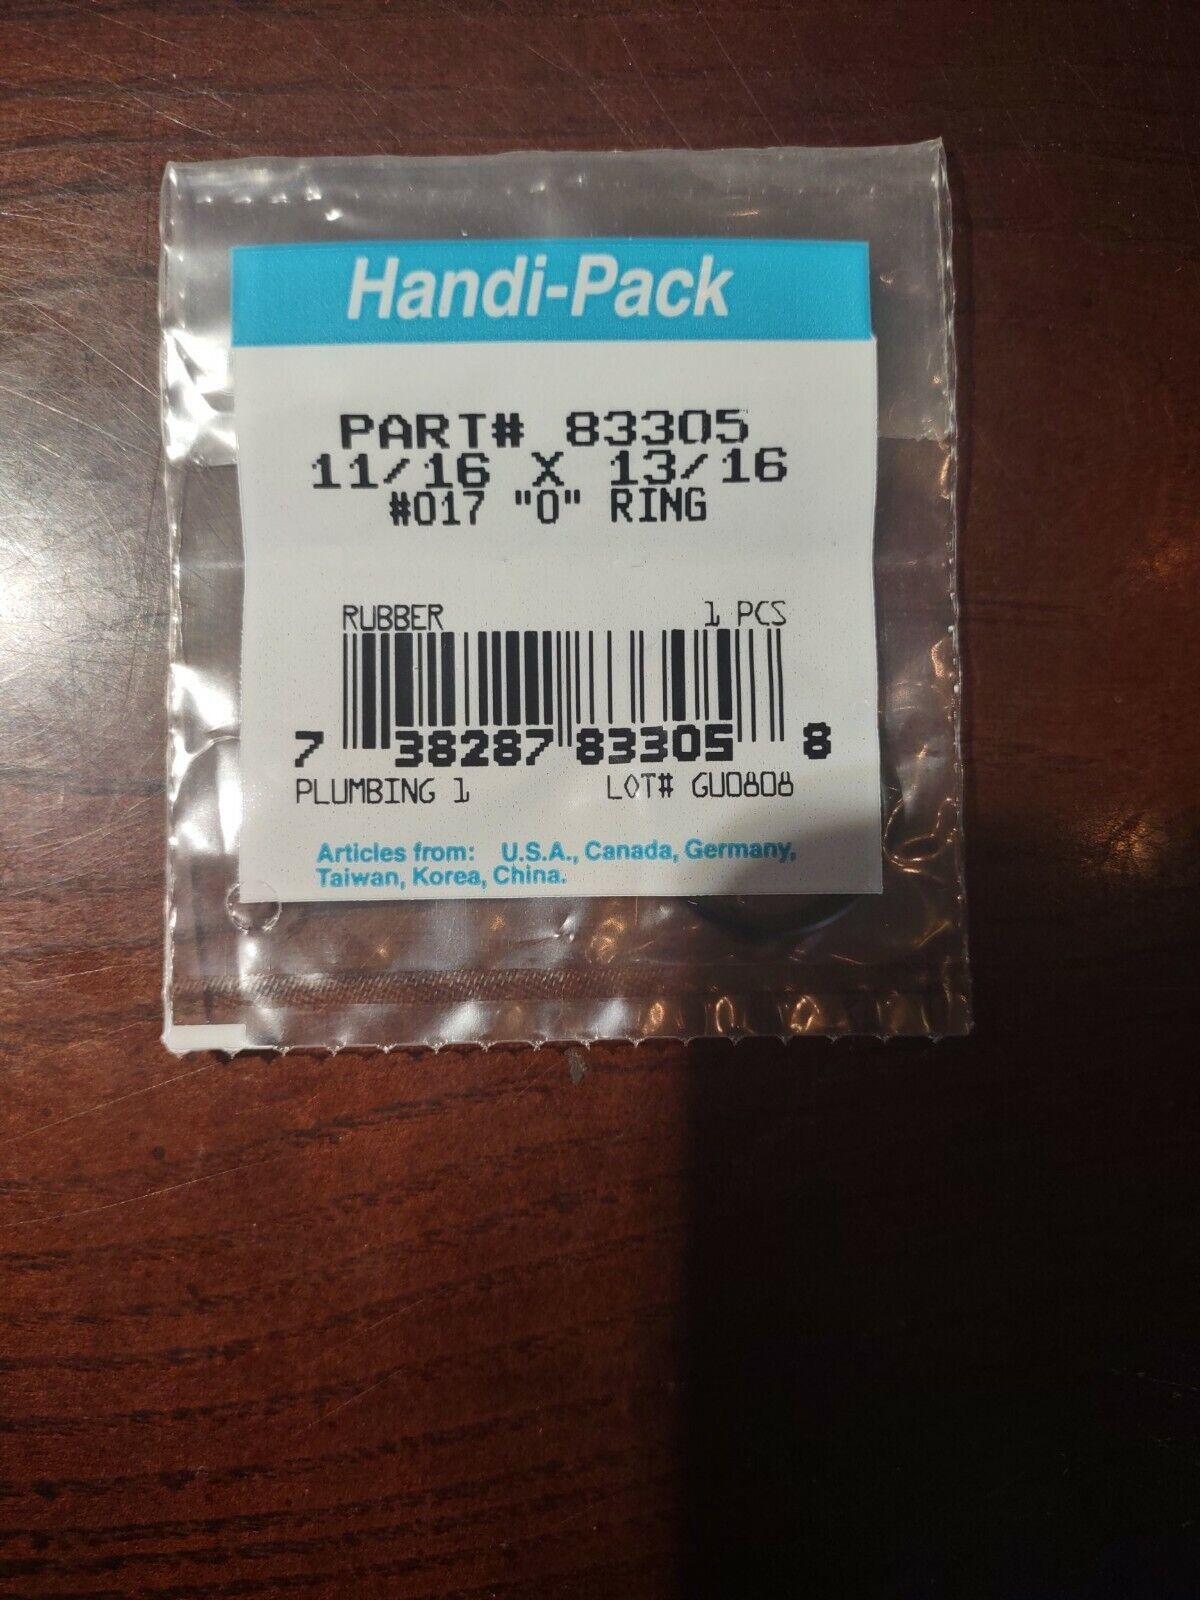 Handi-Pack
PART# 83305
11/16 X 13/16
#017 "O" RING
RUBBER 1 PCS
7 38287 83305 8
PLUMBING 1 LOT# GU0808
Articles from: U.S.A., Canada, Germany,
Taiwan, Korea, China.